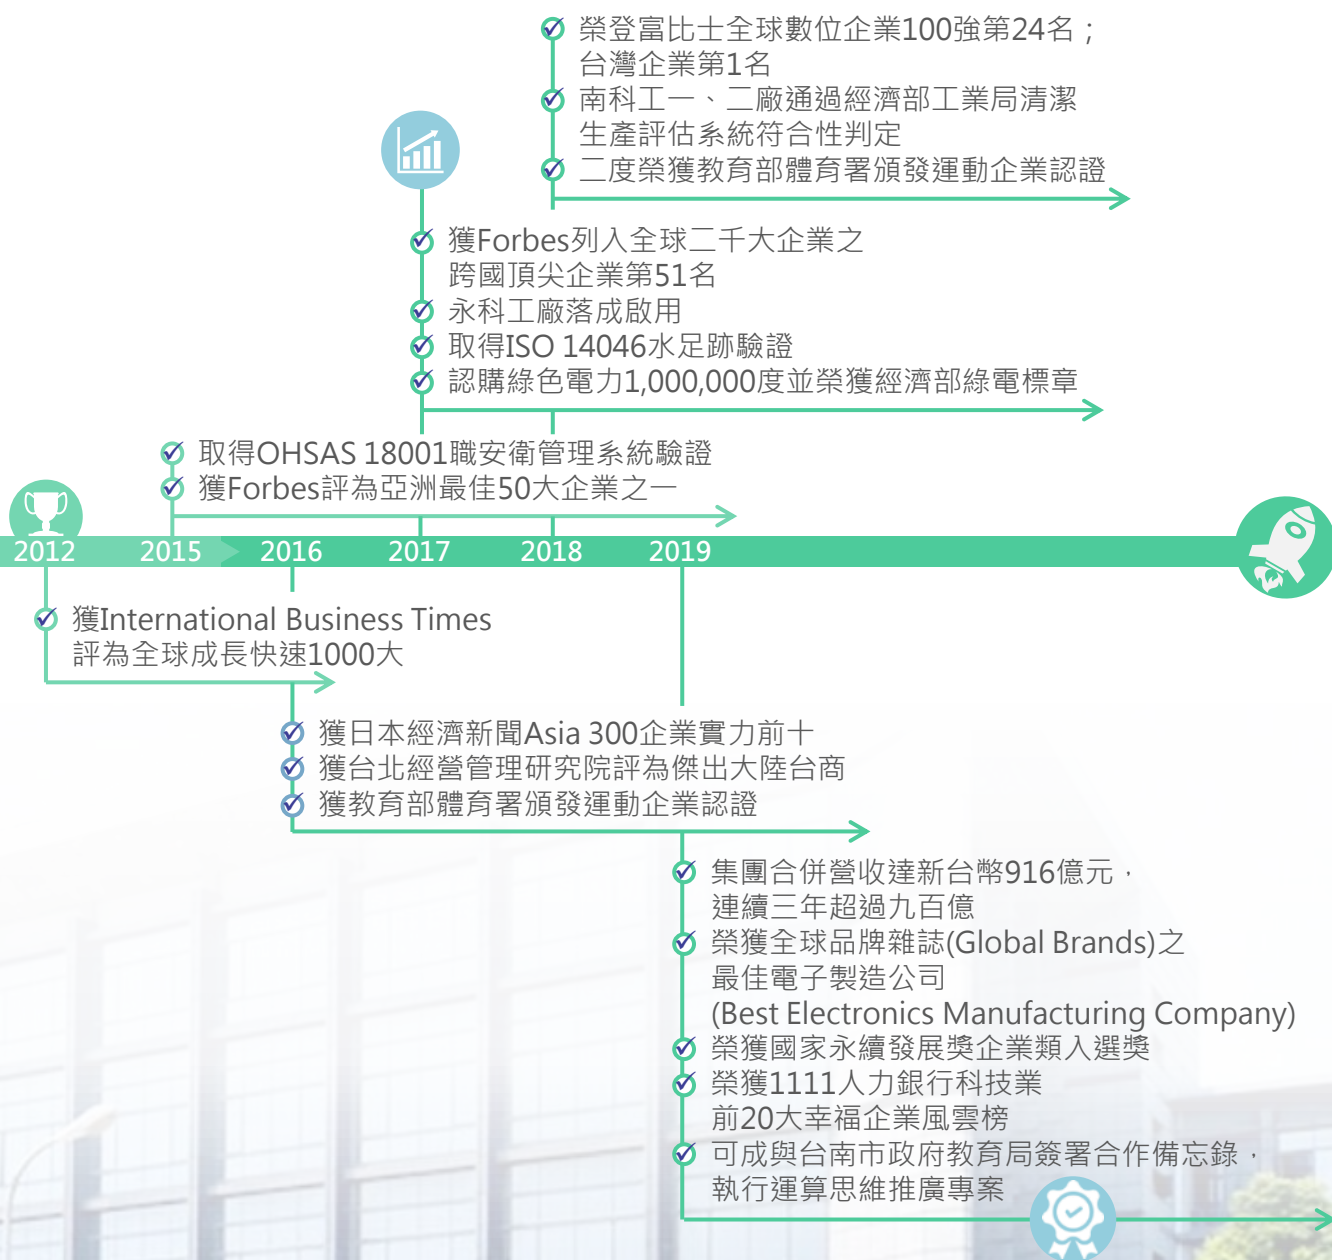 榮登富比士全球數位企業100強第24名；
台灣企業第1名
南科工一、二廠通過經濟部工業局清潔
生產評估系統符合性判定
二度榮獲教育部體育署頒發運動企業認證
獲Forbes列入全球二千大企業之
跨國頂尖企業第51名
永科工廠落成啟用
取得ISO 14046水足跡驗證
認購綠色電力1,000,000度並榮獲經濟部綠電標章
取得OHSAS 18001職安衛管理系統驗證
獲Forbes評為亞洲最佳50大企業之一
2012 2015 2016 2017 2018 2019
獲International Business Times
評為全球成長快速1000大
獲日本經濟新聞Asia 300企業實力前十
獲台北經營管理研究院評為傑出大陸台商
獲教育部體育署頒發運動企業認證
集團合併營收達新台幣916億元，
連續三年超過九百億
榮獲全球品牌雜誌(Global Brands)之
最佳電子製造公司
(Best Electronics Manufacturing Company)
榮獲國家永續發展獎企業類入選獎
榮獲1111人力銀行科技業
前20大幸福企業風雲榜
可成與台南市政府教育局簽署合作備忘錄，
執行運算思維推廣專案